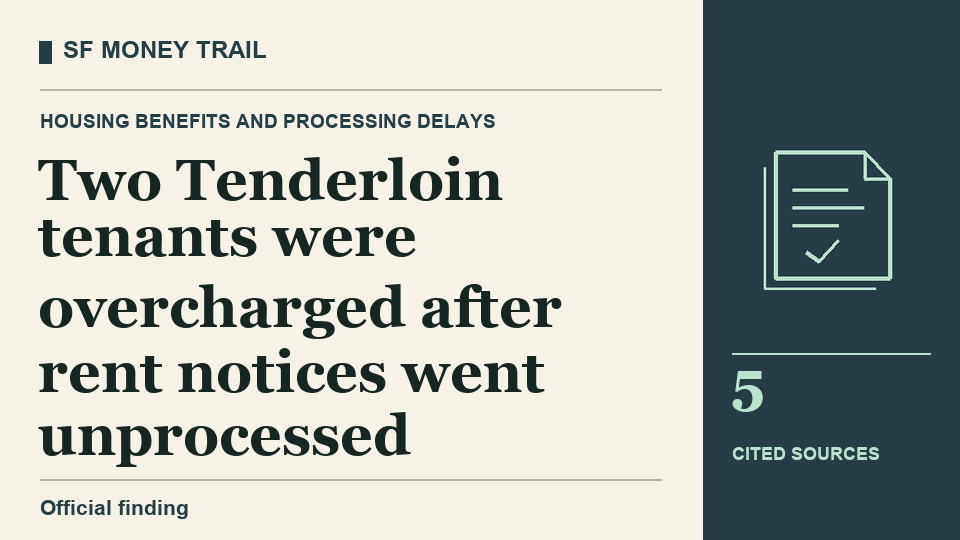 SF MONEY TRAIL
HOUSING BENEFITS AND PROCESSING DELAYS
Two Tenderloin
tenants were
overcharged after
rent notices went
unprocessed
Official finding
5
CITED SOURCES